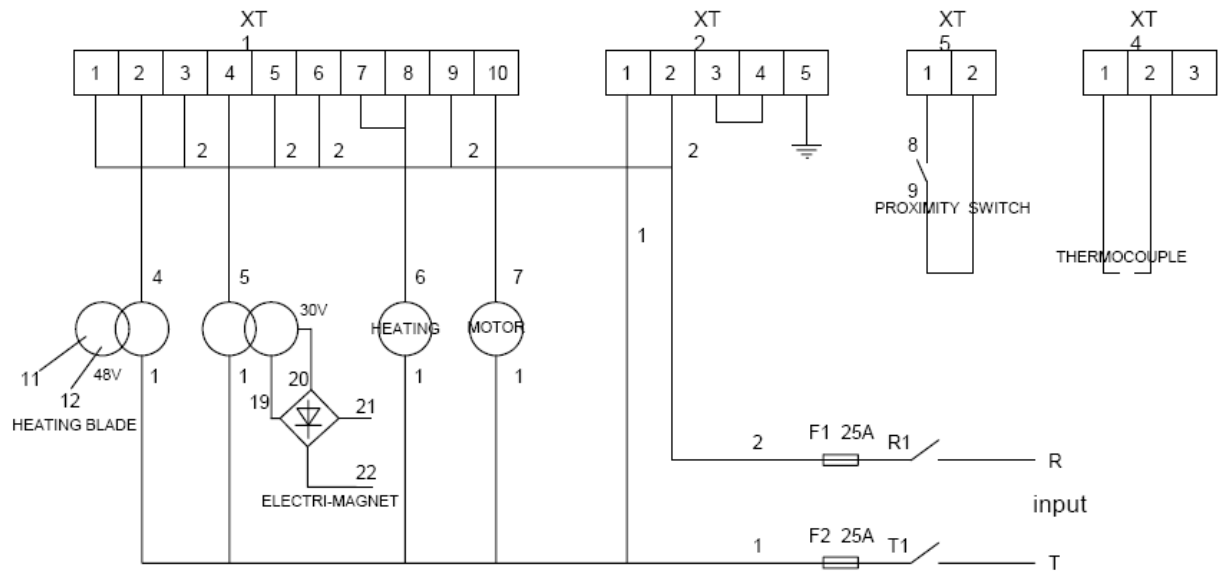 XT XT XT XT
1 2 5 4
1 2 3 4 5 6 7 8 9 10 1 2 3 4 5 1 2 1 2 3
2 2 2 2 2 8
9
PROXIMITY SWITCH
1
THERMOCOUPLE
4 5 6 7
30V
HEATING MOTOR
11 48V 1 1 20 1 1
12 19 21
HEATING BLADE
2 F1 25A R1
R
22
ELECTRI-MAGNET
input
1 F2 25A T1
T